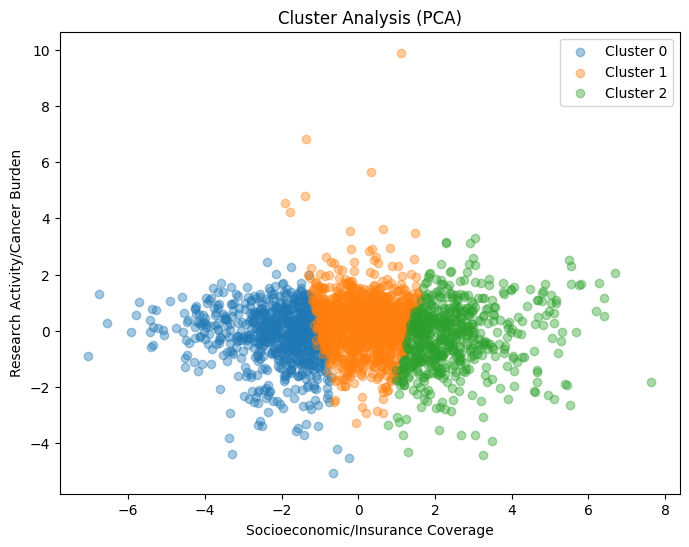 Cluster Analysis (PCA)
Cluster 0
Cluster 1
Cluster 2
10
8
6
4
2
0
−2
−4
Research Activity/Cancer Burden
−6
−4
−2
0
2
4
6
8
Socioeconomic/Insurance Coverage